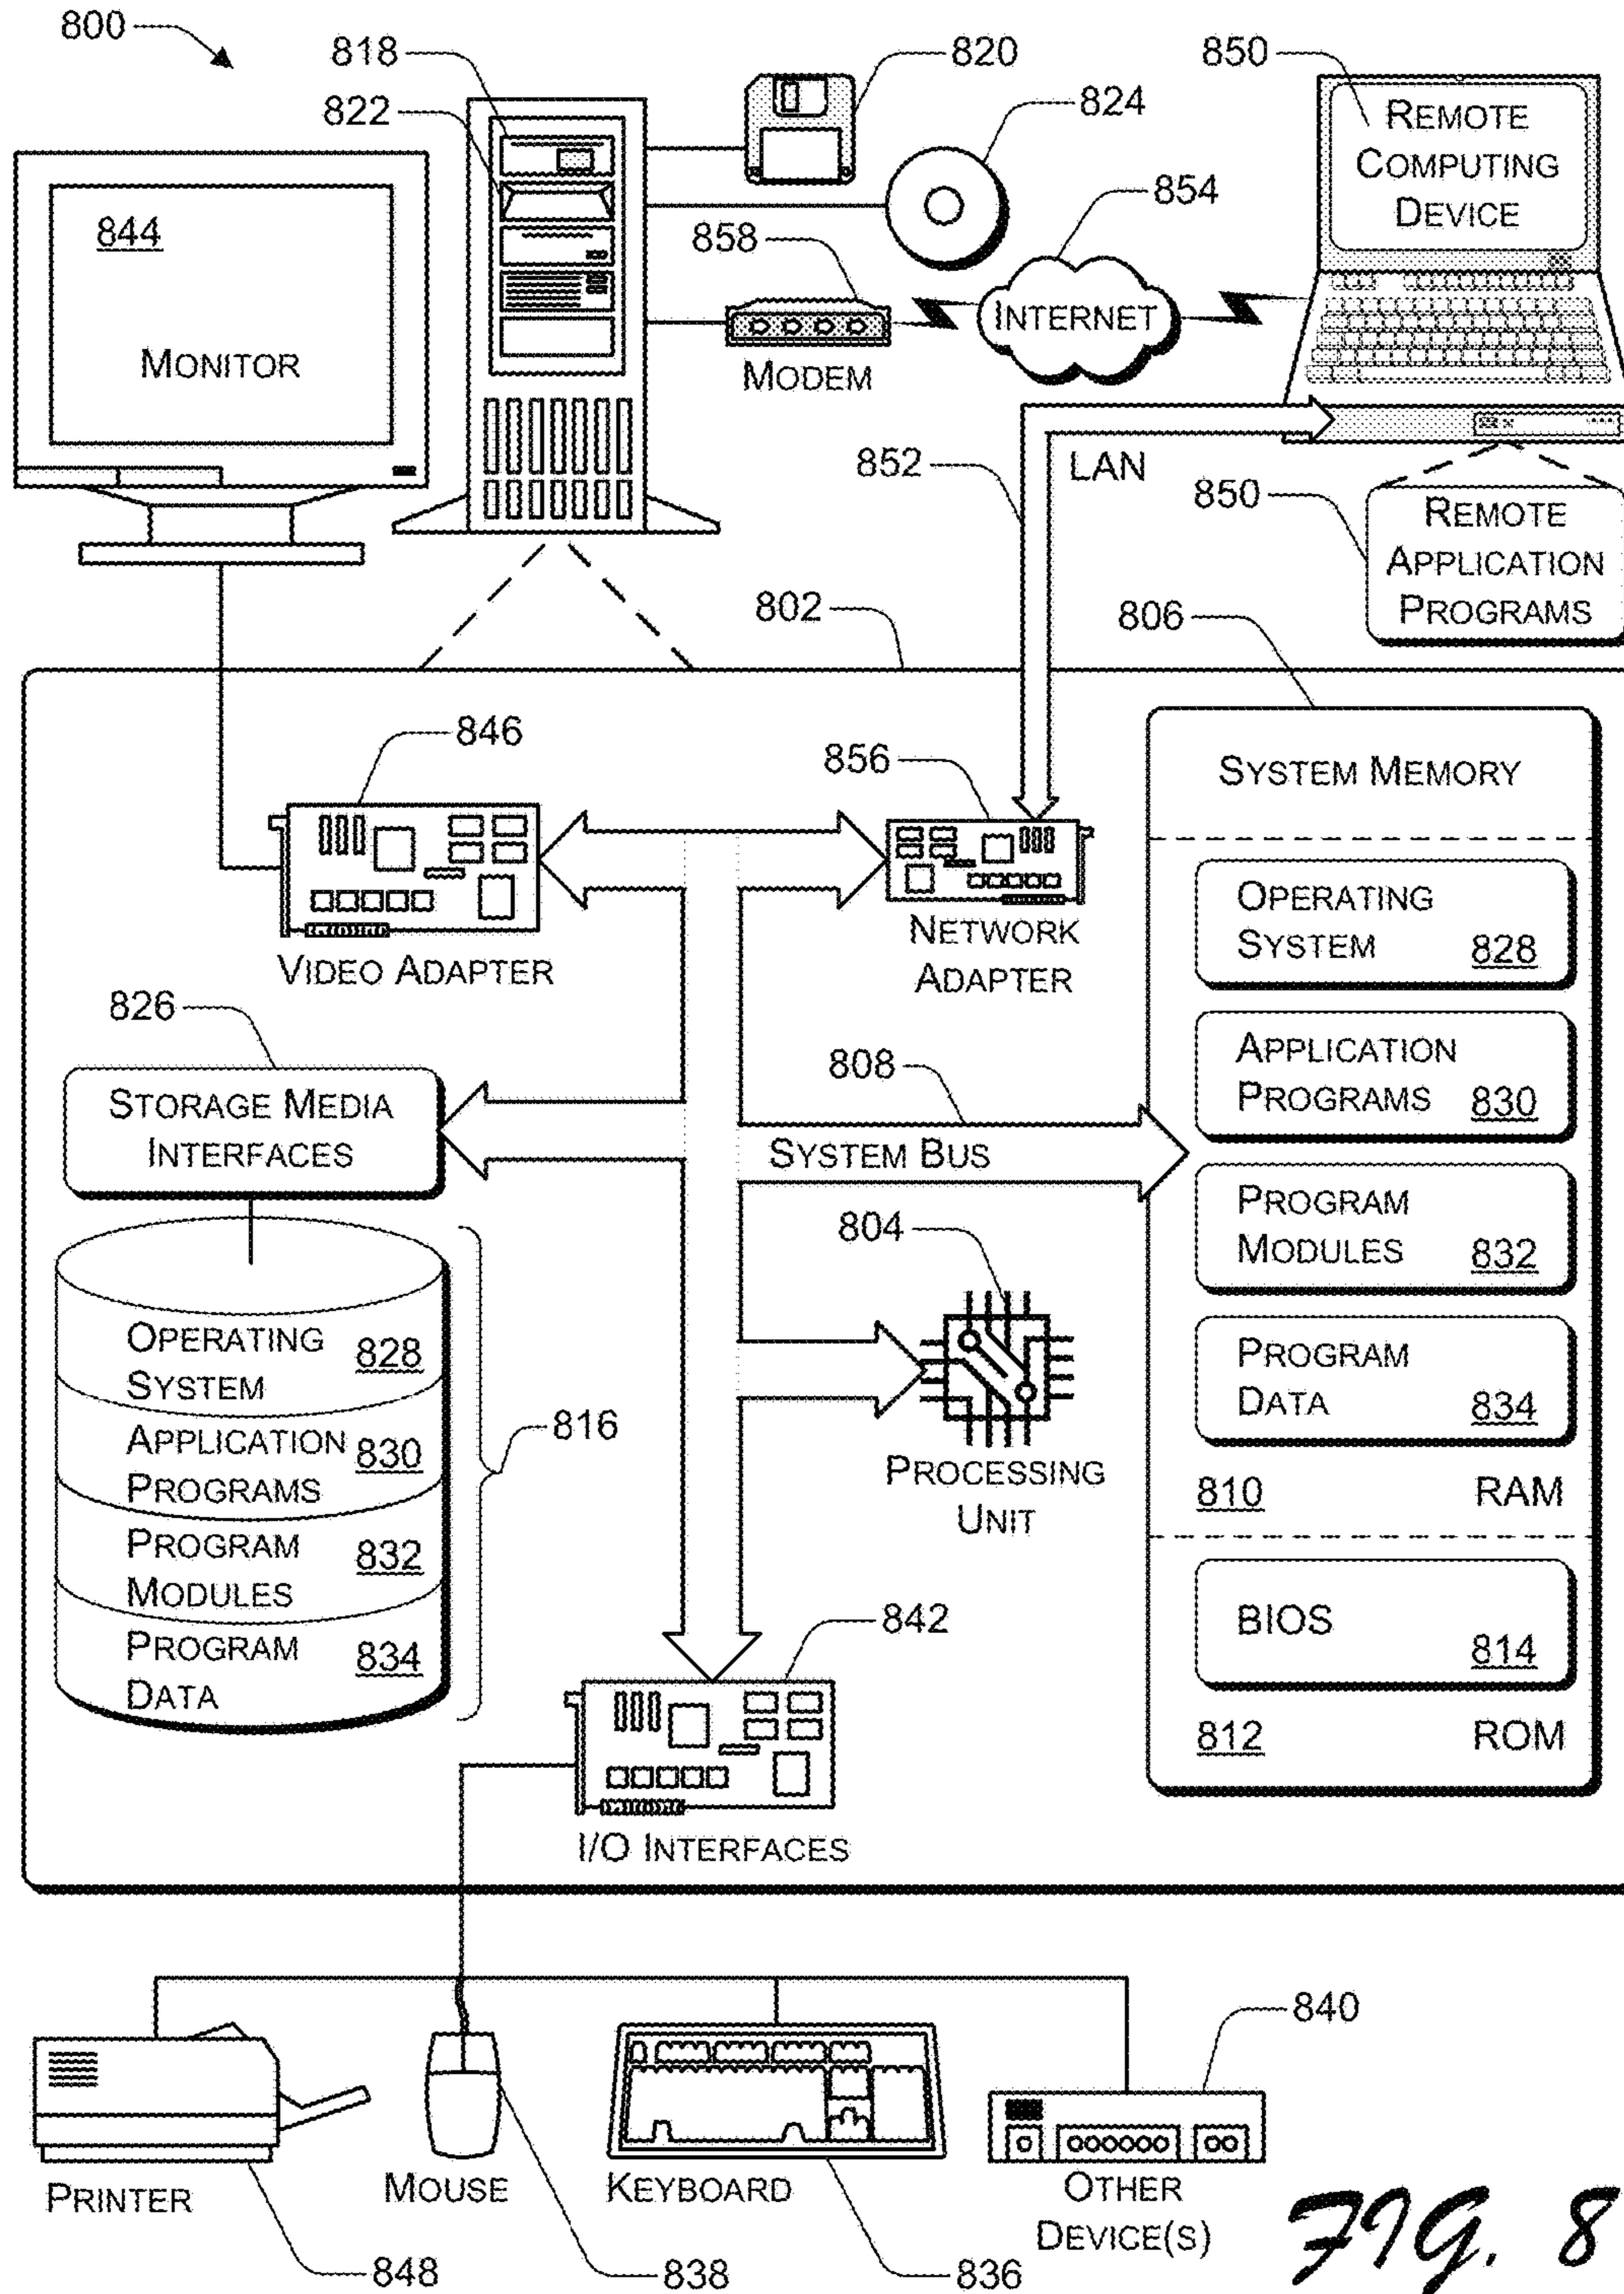 800
818
820
850
822
824
REMOTE
COMPUTING
DEVICE
854
844
858
INTERNET
MONITOR
MODEM
852
LAN
850
REMOTE
APPLICATION
PROGRAMS
802
806
846
856
SYSTEM MEMORY
VIDEO ADAPTER
NETWORK
ADAPTER
OPERATING
SYSTEM 828
826
808
APPLICATION
PROGRAMS 830
STORAGE MEDIA
INTERFACES
SYSTEM BUS
PROGRAM
MODULES 832
804
PROGRAM
DATA 834
OPERATING
SYSTEM 828
APPLICATION
PROGRAMS 830
PROGRAM
MODULES 832
PROGRAM
DATA 834
816
PROCESSING
UNIT
810 RAM
BIOS
814
812 ROM
842
I/O INTERFACES
840
PRINTER
MOUSE
KEYBOARD
OTHER
DEVICE(S)
848
838
836
FIG. 8